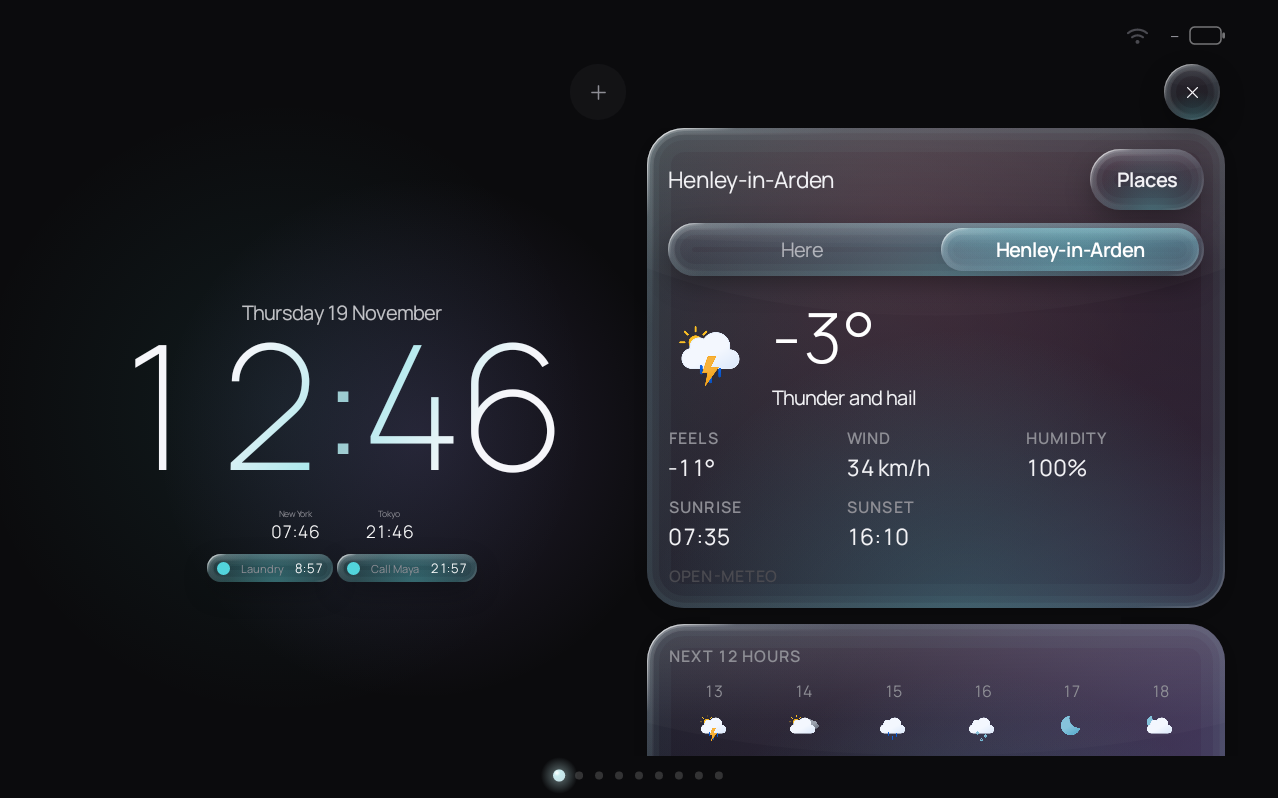 Thursday 19 November
12:46
New York
07:46
Tokyo
21:46
Laundry 8:57
Call Maya 21:57
Henley-in-Arden
Places
Here
Henley-in-Arden
-3°
Thunder and hail
FEELS
-11°
WIND
34 km/h
HUMIDITY
100%
SUNRISE
07:35
SUNSET
16:10
OPEN-METEO
NEXT 12 HOURS
13 14 15 16 17 18